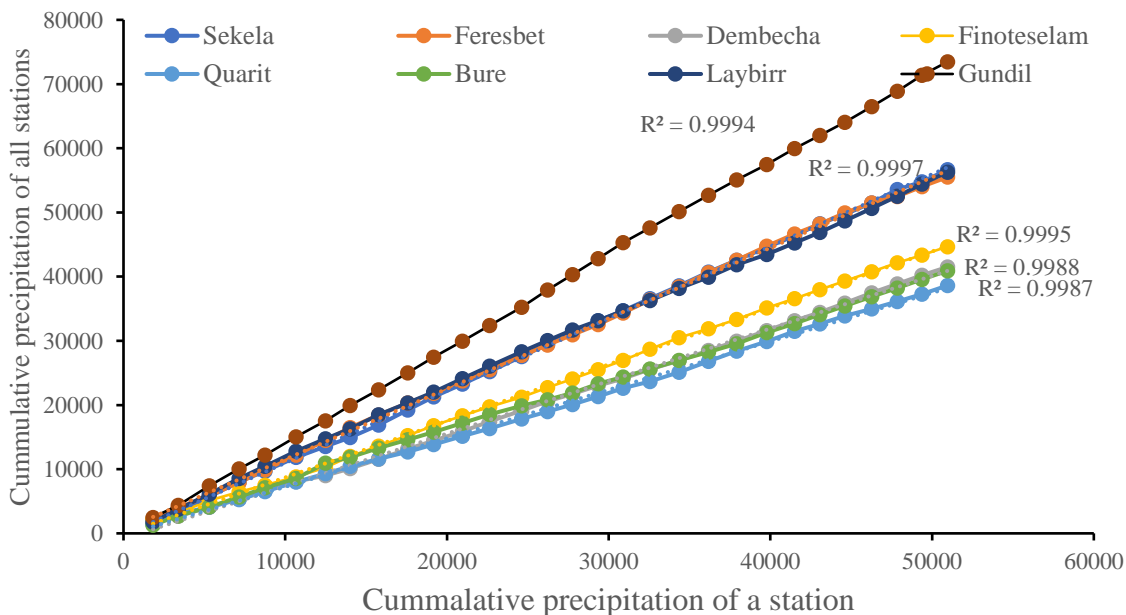 80000
70000
60000
50000
40000
30000
20000
10000
0
Sekela Feresbet Dembecha Finoteselam
Quarit Bure Laybirr Gundil
R² = 0.9994
R² = 0.9997
R² = 0.9995
R² = 0.9988
R² = 0.9987
0 10000 20000 30000 40000 50000 60000
Cummalative precipitation of a station
Cummulative precipitation of all stations